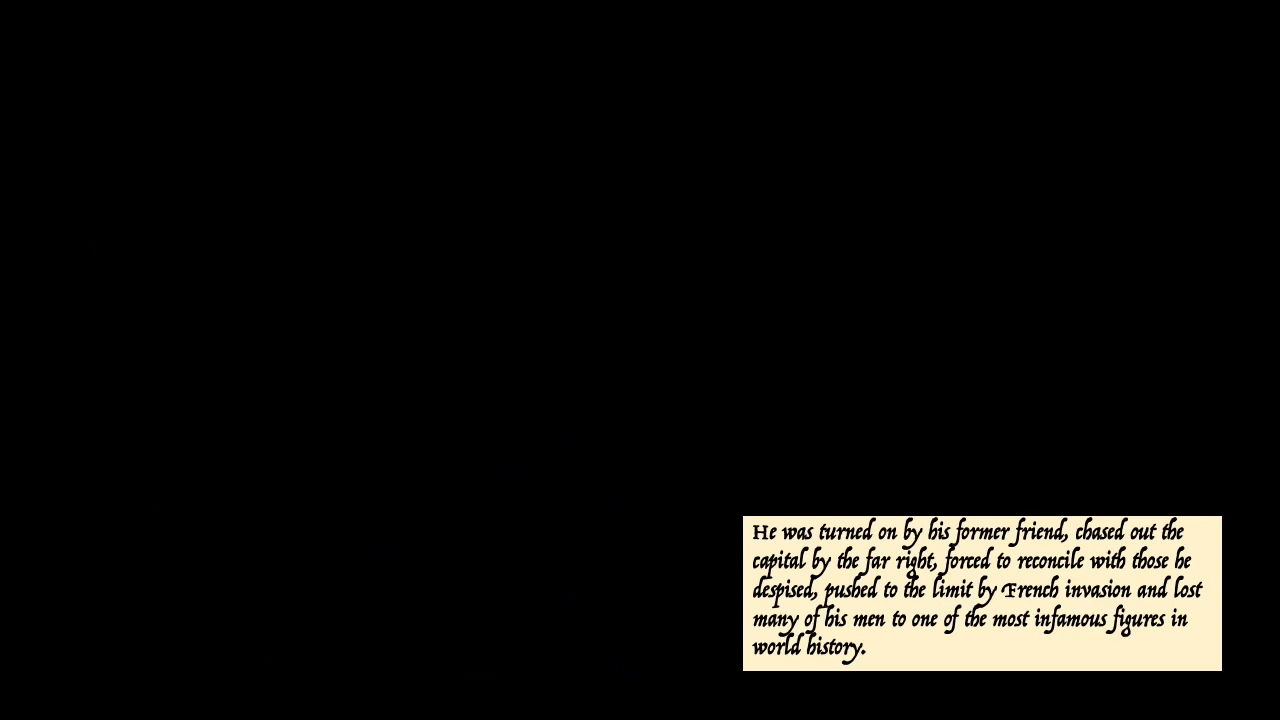 He was turned on by his former friend, chased out the
capital by the far right, forced to reconcile with those he
despised, pushed to the limit by French invasion and lost
many of his men to one of the most infamous figures in
world history.